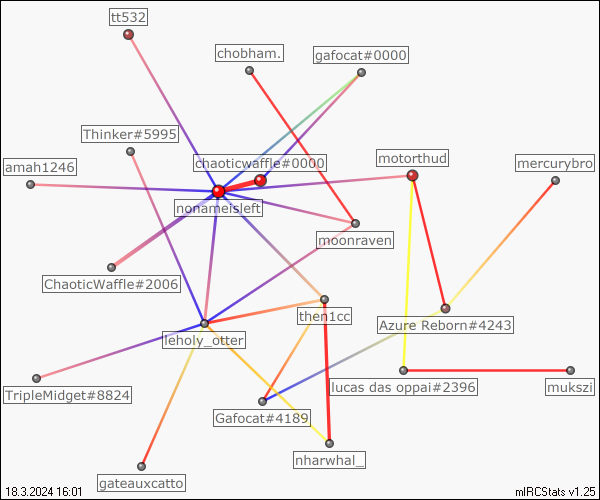 tt532
chobham.
gafocat#0000
Thinker#5995
chaoticwaffle#0000
motorthud
mercurybro
amah1246
nonameisleft
moonraven
ChaoticWaffle#2006
then1cc
Azure Reborn#4243
leholy_otter
TripleMidget#8824
lucas das oppai#2396
mukszi
Gafocat#4189
nharwhal_
gateauxcatto
18.3.2024 16:01
mIRCStats v1.25